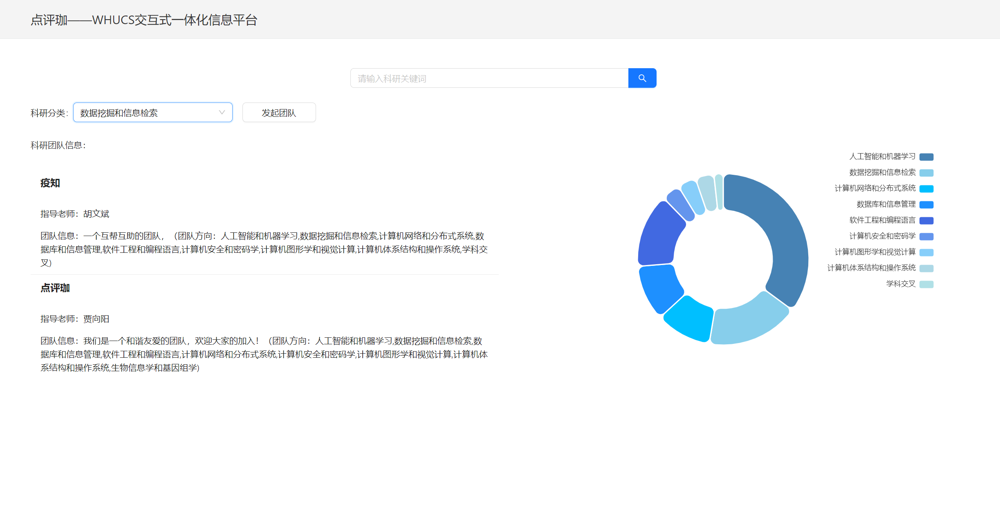 点评珈——WHUCS交互式一体化信息平台
请输入科研关键词
科研分类：
数据挖掘和信息检索
发起团队
科研团队信息：
疫知
指导老师：胡文斌
团队信息：一个互帮互助的团队，（团队方向：人工智能和机器学习,数据挖掘和信息检索,计算机网络和分布式系统,数
据库和信息管理,软件工程和编程语言,计算机安全和密码学,计算机图形学和视觉计算,计算机体系结构和操作系统,学科交
叉)
点评珈
指导老师：贾向阳
团队信息：我们是一个和谐友爱的团队，欢迎大家的加入！（团队方向：人工智能和机器学习,数据挖掘和信息检索,数
据库和信息管理,软件工程和编程语言,计算机网络和分布式系统,计算机安全和密码学,计算机图形学和视觉计算,计算机体
系结构和操作系统,生物信息学和基因组学)
人工智能和机器学习
数据挖掘和信息检索
计算机网络和分布式系统
数据库和信息管理
软件工程和编程语言
计算机安全和密码学
计算机图形学和视觉计算
计算机体系结构和操作系统
学科交叉